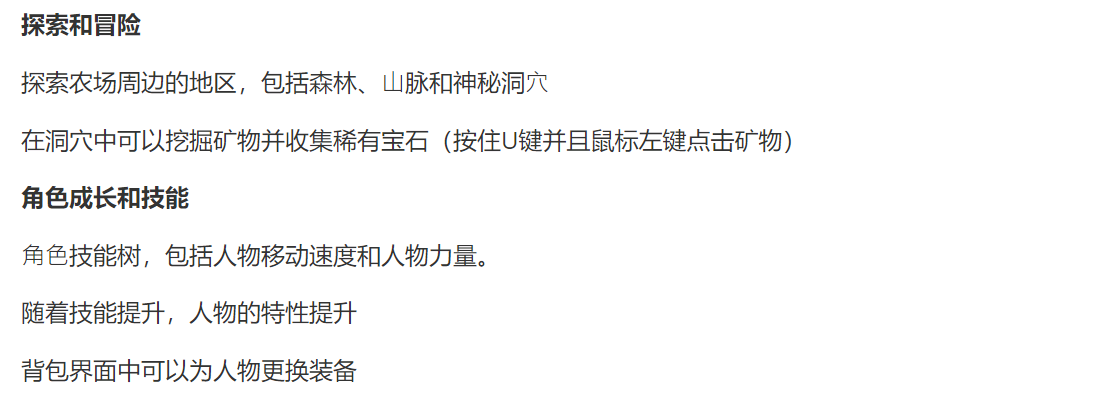 探索和冒险
探索农场周边的地区，包括森林、山脉和神秘洞穴
在洞穴中可以挖掘矿物并收集稀有宝石（按住U键并且鼠标左键点击矿物）
角色成长和技能
角色技能树，包括人物移动速度和人物力量。
随着技能提升，人物的特性提升
背包界面中可以为人物更换装备